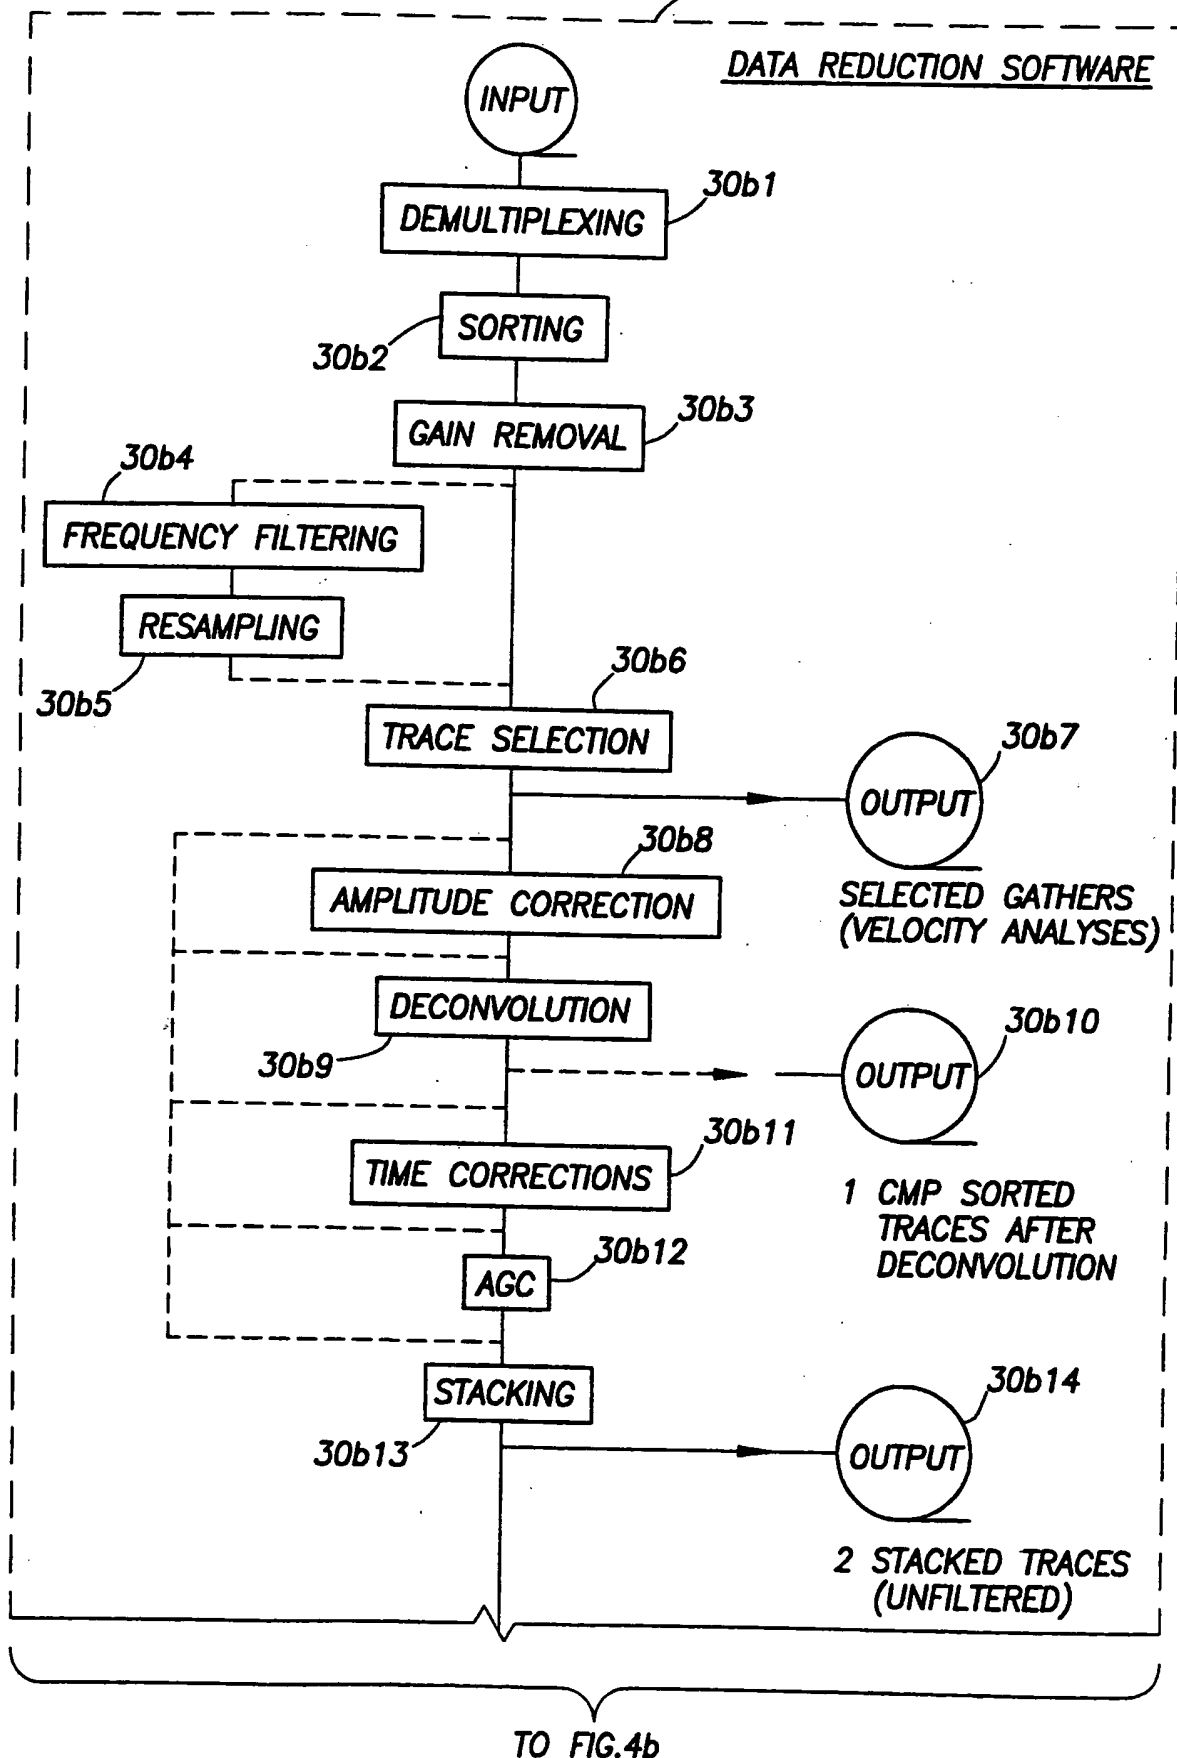 DATA REDUCTION SOFTWARE
INPUT
30b1
DEMULTIPLEXING
SORTING
30b2
30b3
GAIN REMOVAL
30b4
FREQUENCY FILTERING
RESAMPLING
30b5
30b6
TRACE SELECTION
30b7
OUTPUT
SELECTED GATHERS
(VELOCITY ANALYSES)
30b8
AMPLITUDE CORRECTION
DECONVOLUTION
30b9
30b10
OUTPUT
1 CMP SORTED
TRACES AFTER
DECONVOLUTION
30b11
TIME CORRECTIONS
30b12
AGC
STACKING
30b13
30b14
OUTPUT
2 STACKED TRACES
(UNFILTERED)
TO FIG.4b